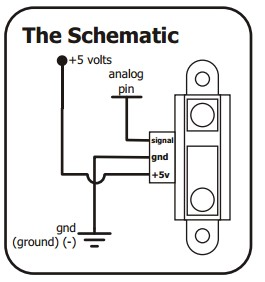 The Schematic
+5 volts
analog
pin
signal
gnd
+5v
gnd
(ground) (-)